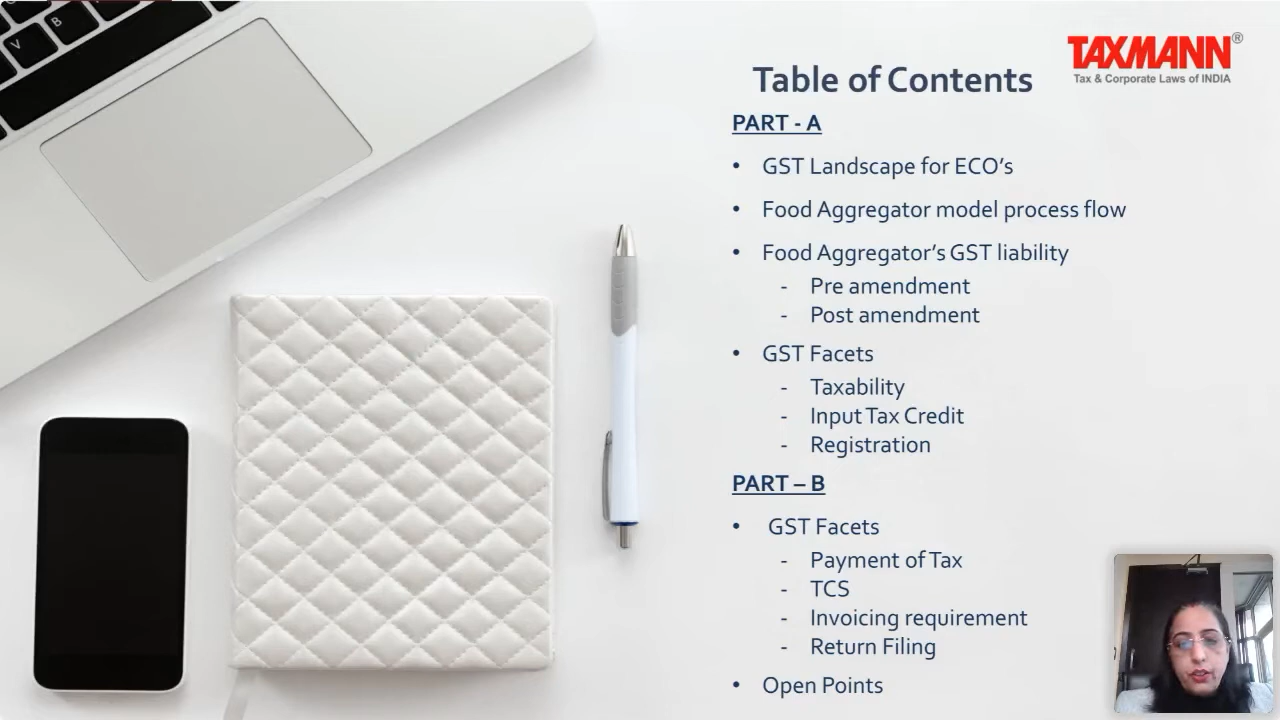 V
B
TAXMANN®
Tax & Corporate Laws of INDIA
Table of Contents
PART - A
• GST Landscape for ECO's
• Food Aggregator model process flow
• Food Aggregator's GST liability
- Pre amendment
- Post amendment
• GST Facets
- Taxability
- Input Tax Credit
- Registration
PART – B
• GST Facets
- Payment of Tax
- TCS
- Invoicing requirement
- Return Filing
• Open Points